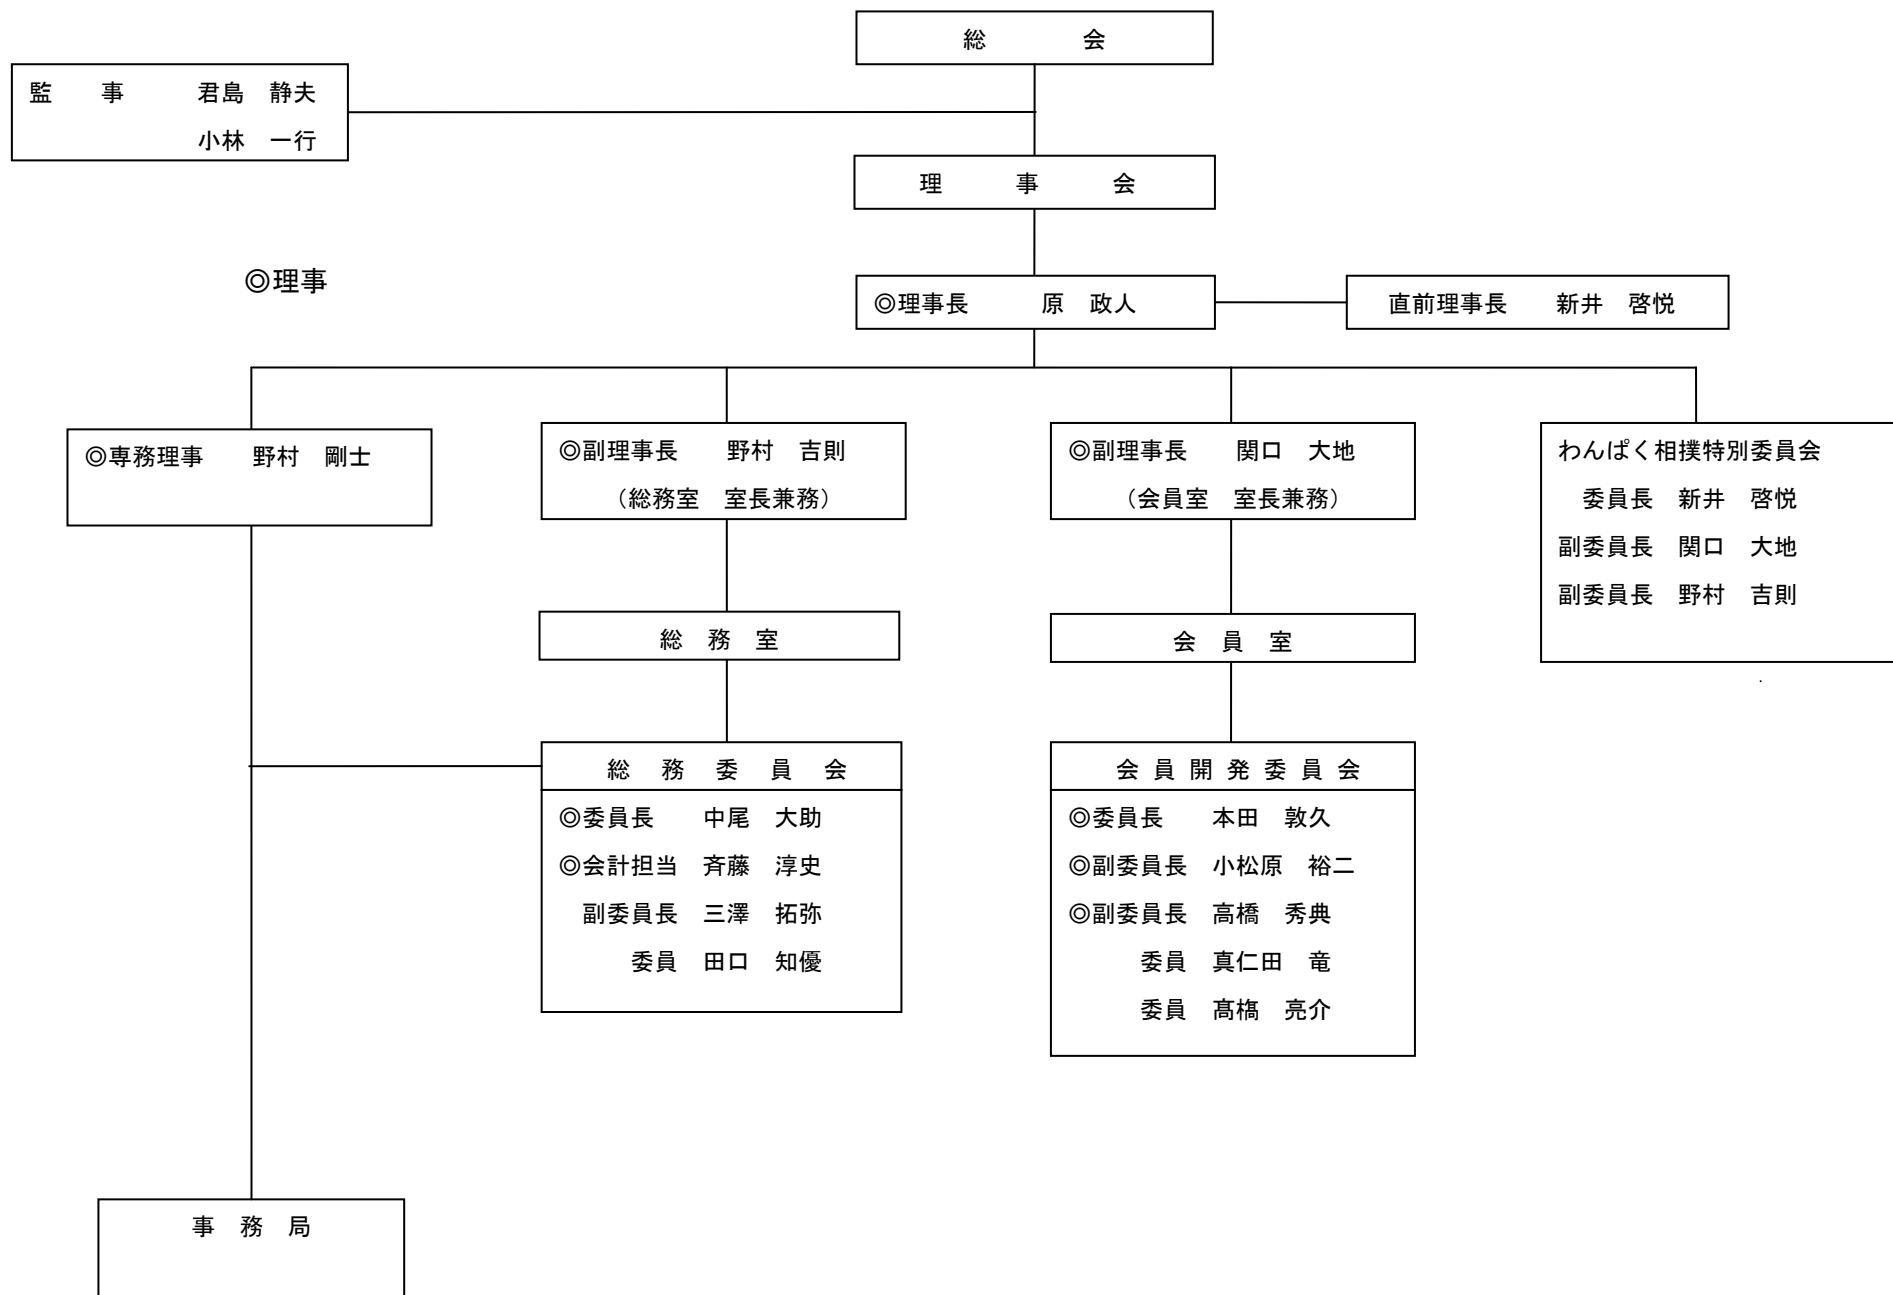 総　　会
監　事　　君島　静夫
小林　一行
理　事　会
◎理事
◎理事長　　原　政人
直前理事長　　新井　啓悦
◎専務理事　　野村　剛士
◎副理事長　　野村　吉則
（総務室　室長兼務）
◎副理事長　　関口　大地
（会員室　室長兼務）
わんぱく相撲特別委員会
委員長　新井　啓悦
副委員長　関口　大地
副委員長　野村　吉則
総　務　室
会　員　室
総　務　委　員　会
◎委員長　　中尾　大助
◎会計担当　斉藤　淳史
副委員長　三澤　拓弥
委員　田口　知優
会 員 開 発 委 員 会
◎委員長　　本田　敦久
◎副委員長　小松原　裕二
◎副委員長　高橋　秀典
委員　真仁田　竜
委員　髙槗　亮介
事　務　局